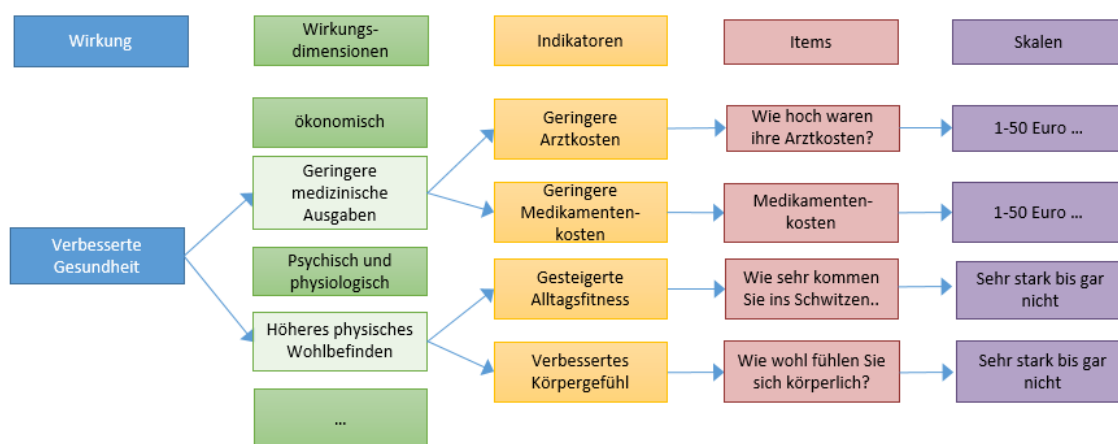 Wirkung
Wirkungs-
dimensionen
Indikatoren
Items
Skalen
ökonomisch
Geringere
Arztkosten
Wie hoch waren
ihre Arztkosten?
1-50 Euro ...
Geringere
medizinische
Ausgaben
Geringere
Medikamenten-
kosten
Medikamenten-
kosten
1-50 Euro ...
Verbesserte
Gesundheit
Psychisch und
physiologisch
Gesteigerte
Alltagsfitness
Wie sehr kommen
Sie ins Schwitzen..
Sehr stark bis gar
nicht
Höheres physisches
Wohlbefinden
Verbessertes
Körpergefühl
Wie wohl fühlen Sie
sich körperlich?
Sehr stark bis gar
nicht
...